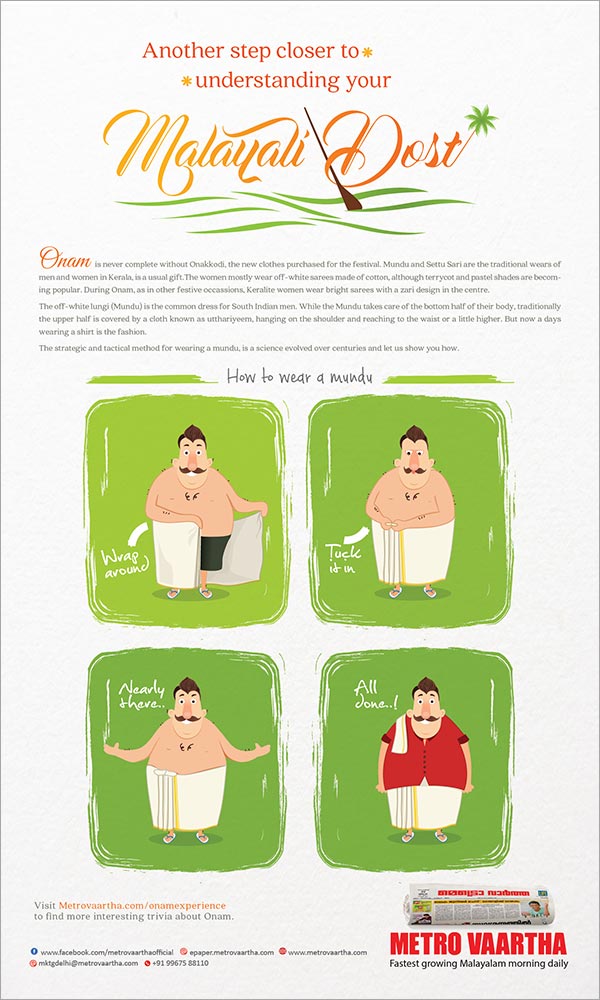 Another step closer to*
*understanding your
Malayali Dost
Onam is never complete without Onakkodi, the new clothes purchased for the festival. Mundu and Settu Sari are the traditional wears of
men and women in Kerala, is a usual gift.The women mostly wear off-white sarees made of cotton, although terrycot and pastel shades are becom-
ing popular. During Onam, as in other festive occassions, Keralite women wear bright sarees with a zari design in the centre.
The off-white lungi (Mundu) is the common dress for South Indian men. While the Mundu takes care of the bottom half of their body, traditionally
the upper half is covered by a cloth known as utthariyeem, hanging on the shoulder and reaching to the waist or a little higher. But now a days
wearing a shirt is the fashion.
The strategic and tactical method for wearing a mundu, is a science evolved over centuries and let us show you how.
How to wear a mundu
Wrap
around
Tuck
it in
Nearly
there..
All
done..!
Visit Metrovaartha.com/onamexperience
to find more interesting trivia about Onam.
മെട്രൊ വാർത്ത
METRO VAARTHA
Fastest growing Malayalam morning daily
www.facebook.com/metrovaarthaofficial epaper.metrovaartha.com www.metrovaartha.com
mktgdelhi@metrovaartha.com +91 99675 88110